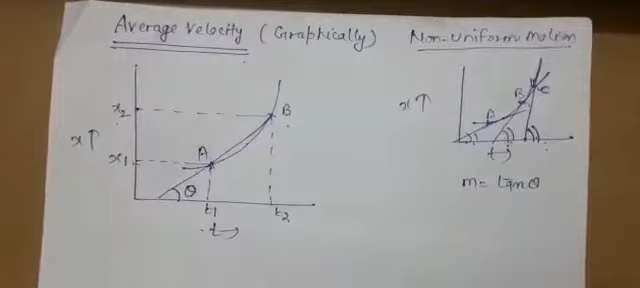 Average Velocity (Graphically)
x₂
B
x↑
x₁
A
θ
t₁
t₂
t→
Non-uniform motion
x↑
A
B
C
t→
m = tanθ